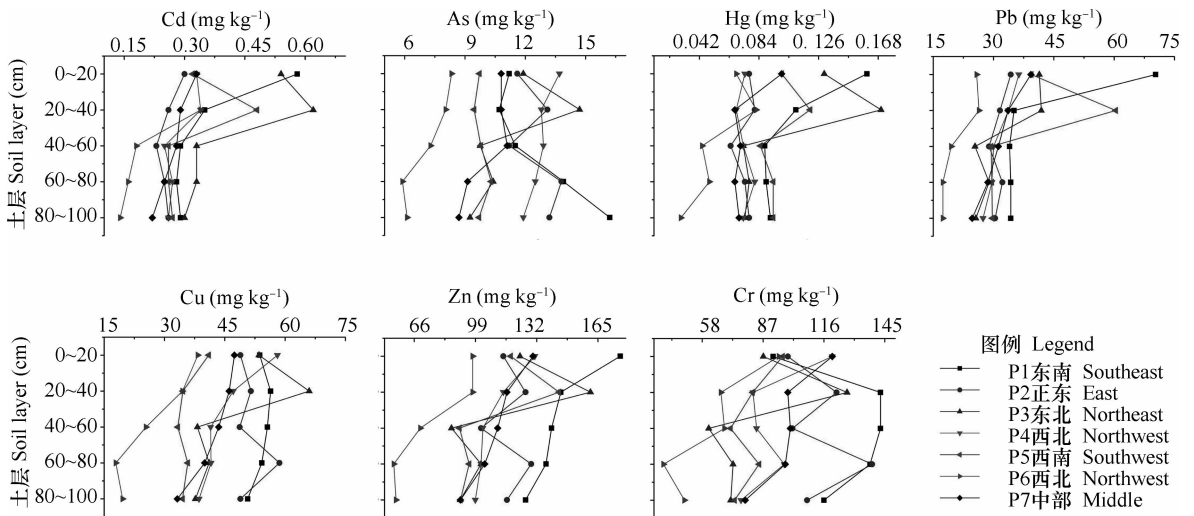 Cd (mg kg⁻¹)
0.15 0.30 0.45 0.60
As (mg kg⁻¹)
6 9 12 15
Hg (mg kg⁻¹)
0.042 0.084 0.126 0.168
Pb (mg kg⁻¹)
15 30 45 60 75
土层 Soil layer (cm)
0~20
20~40
40~60
60~80
80~100
Cu (mg kg⁻¹)
15 30 45 60 75
Zn (mg kg⁻¹)
66 99 132 165
Cr (mg kg⁻¹)
58 87 116 145
土层 Soil layer (cm)
0~20
20~40
40~60
60~80
80~100
图例 Legend
P1东南 Southeast
P2正东 East
P3东北 Northeast
P4西北 Northwest
P5西南 Southwest
P6西北 Northwest
P7中部 Middle